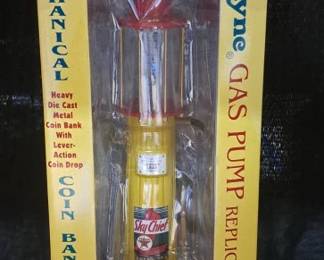 HANICAL
Heavy
Die Cast
Metal
Coin Bank
With
Lever-
Action
Coin Drop
COIN BAN
yne® GAS PUMP REPLIC
Sky Chief